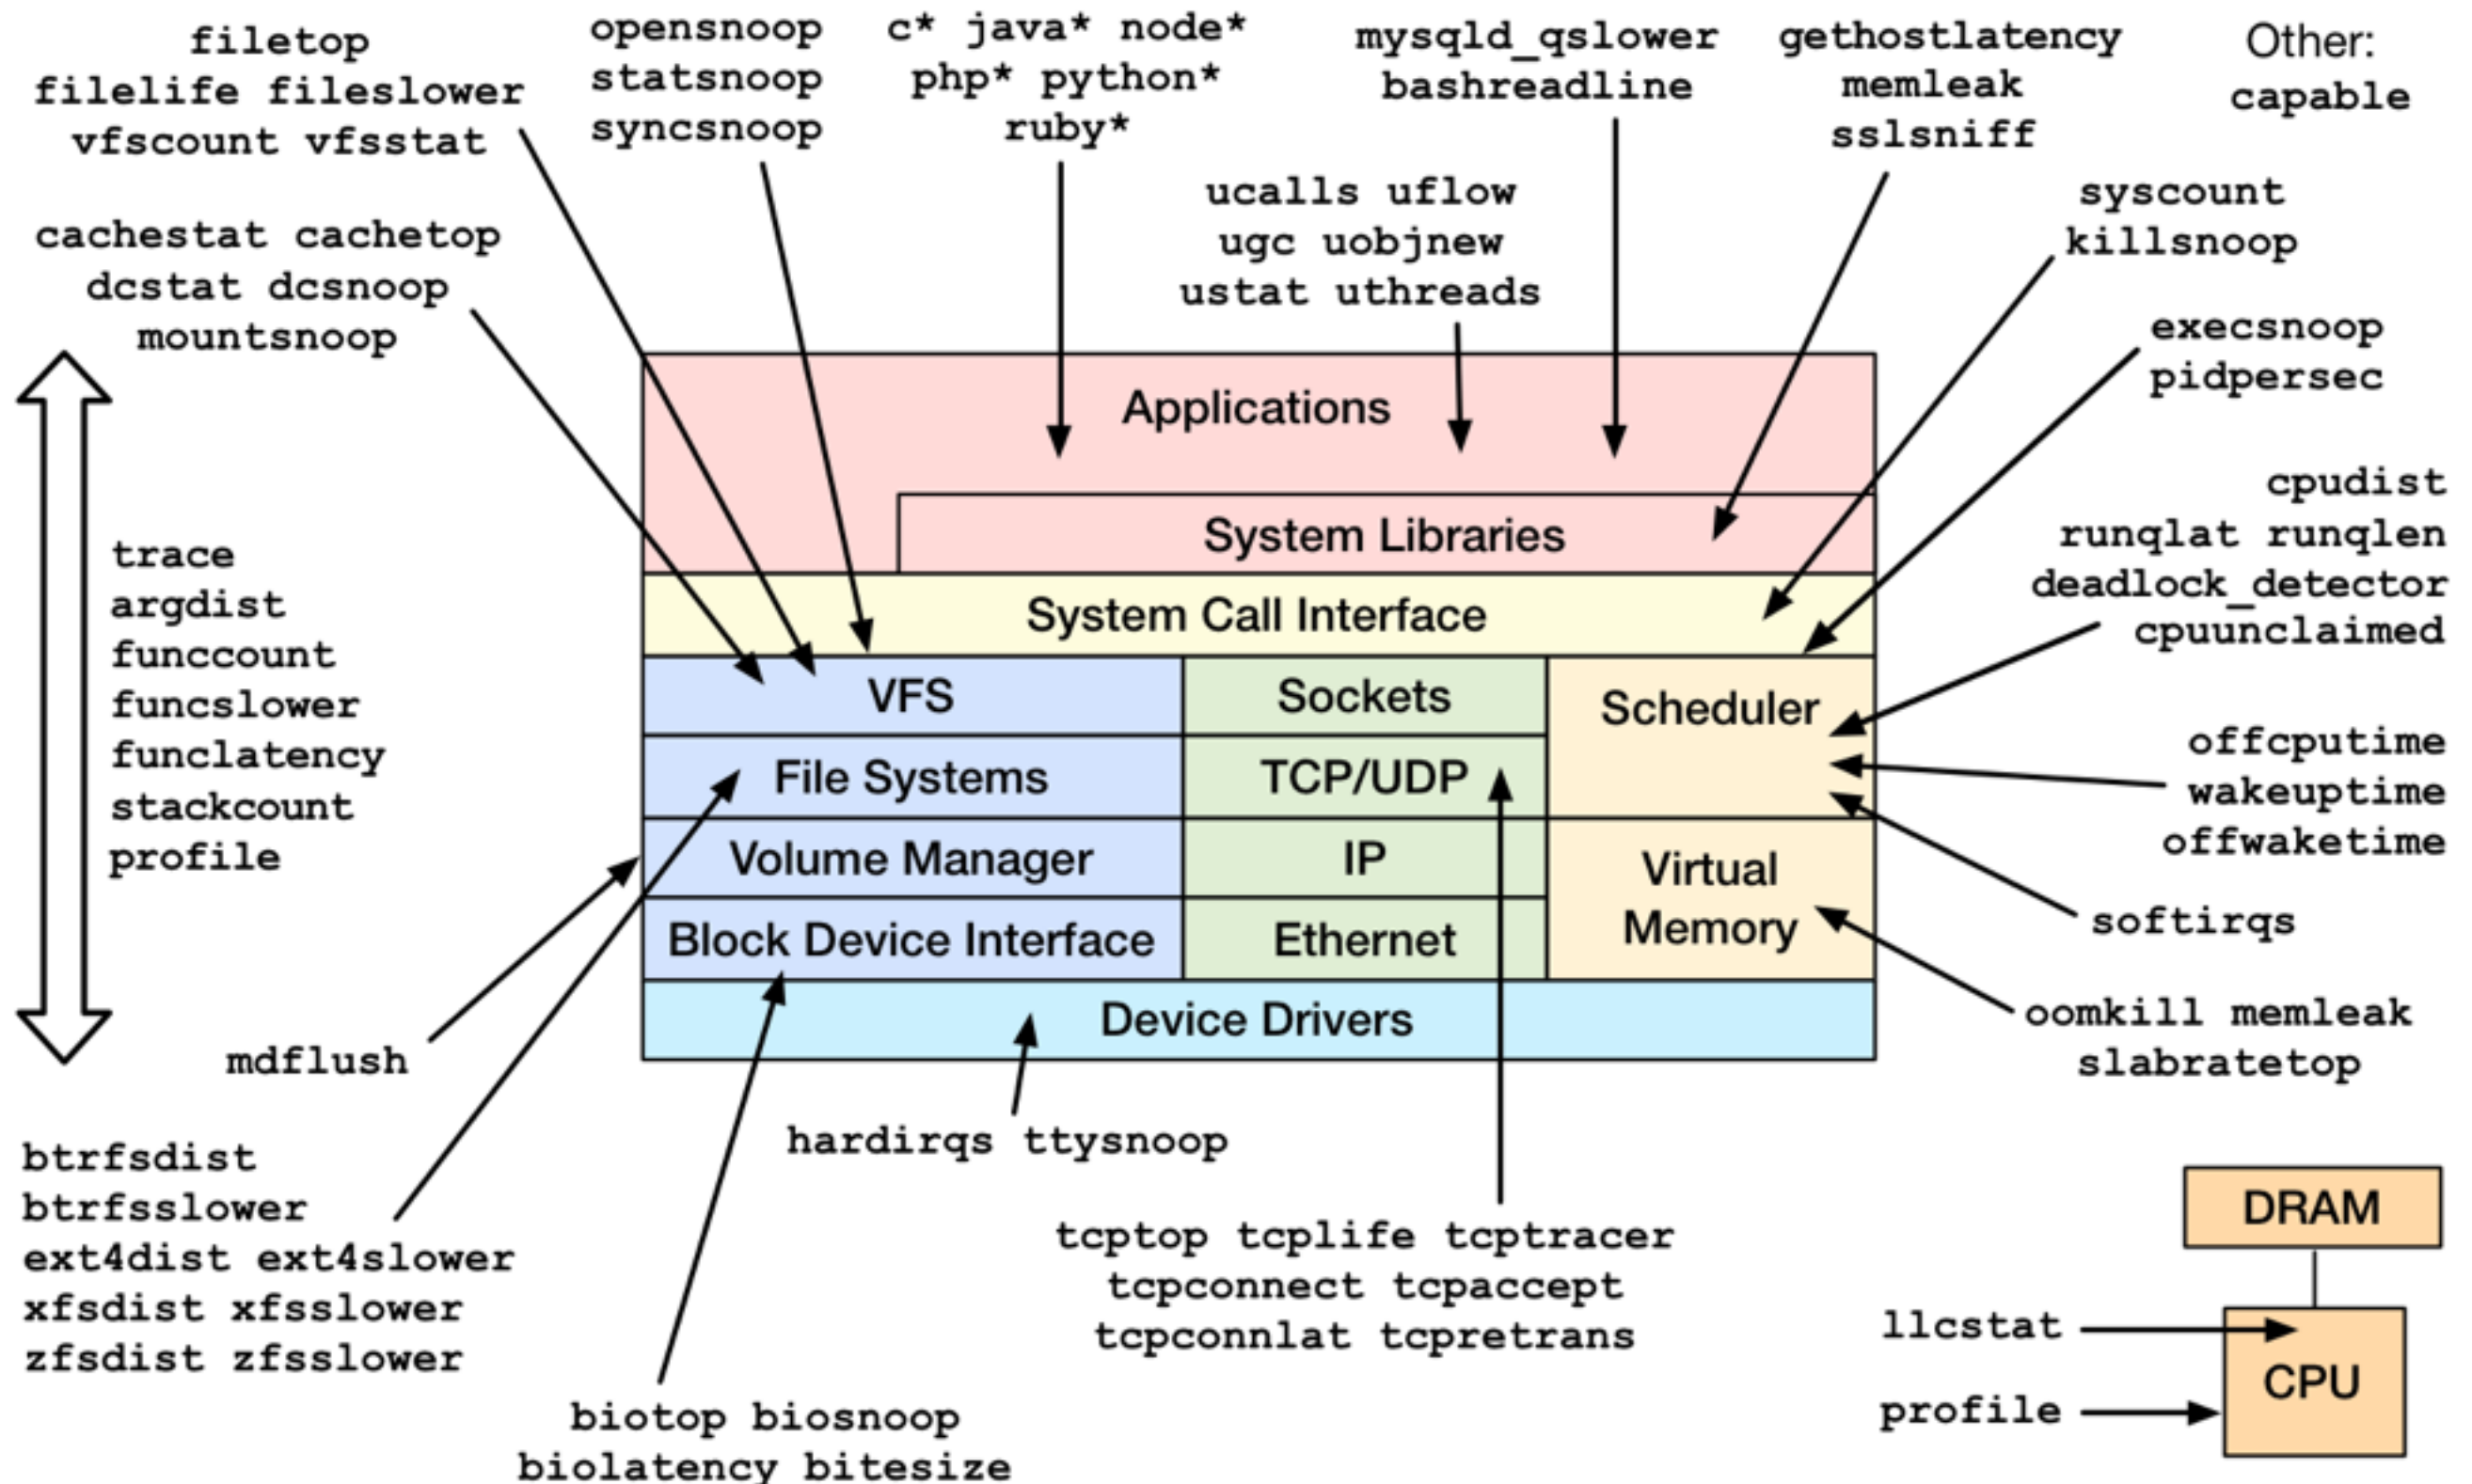 filetop
filelife fileslower
vfscount vfsstat
opensnoop
statsnoop
syncsnoop
c* java* node*
php* python*
ruby*
mysqld_qslower
bashreadline
gethostlatency
memleak
sslsniff
Other:
capable
cachestat cachetop
dcstat dcsnoop
mountsnoop
ucalls uflow
ugc uobjnew
ustat uthreads
syscount
killsnoop
execsnoop
pidpersec
trace
argdist
funccount
funcslower
funclatency
stackcount
profile
Applications
System Libraries
System Call Interface
VFS
Sockets
Scheduler
File Systems
TCP/UDP
Volume Manager
IP
Virtual
Memory
Block Device Interface
Ethernet
Device Drivers
cpudist
runqlat runqlen
deadlock_detector
cpuunclaimed
offcputime
wakeuptime
offwaketime
softirqs
oomkill memleak
slabratetop
mdflush
hardirqs ttysnoop
btrfsdist
btrfsslower
ext4dist ext4slower
xfsdist xfsslower
zfsdist zfsslower
biotop biosnoop
biolatency bitesize
tcptop tcplife tcptracer
tcpconnect tcpaccept
tcpconnlat tcpretrans
DRAM
llcstat
CPU
profile